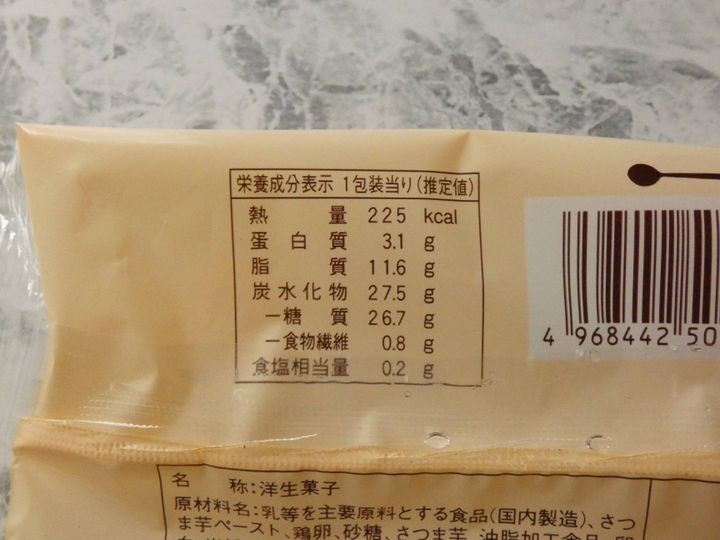 栄養成分表示 1包装当り(推定値)
熱量 225 kcal
蛋白質 3.1 g
脂質 11.6 g
炭水化物 27.5 g
－糖質 26.7 g
－食物繊維 0.8 g
食塩相当量 0.2 g
4 968442 50
名 称:洋生菓子
原材料名:乳等を主要原料とする食品(国内製造)、さつ
ま芋ペースト、鶏卵、砂糖、さつま芋、油脂加工食品、卵